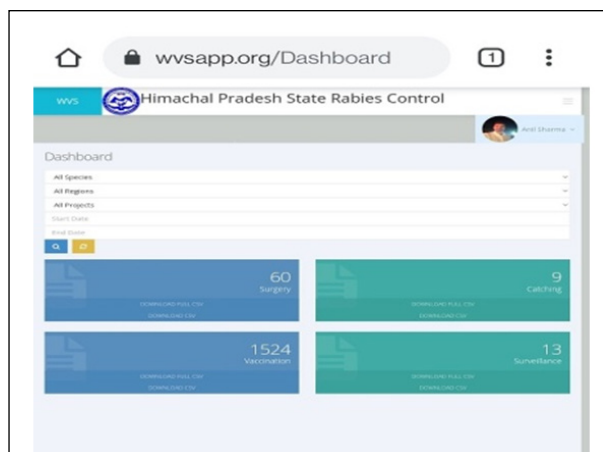 wvsapp.org/Dashboard
1
WVS
Himachal Pradesh State Rabies Control
Anil Sharma
Dashboard
All Species
All Regions
All Projects
Start Date
End Date
60
Surgery
DOWNLOAD FULL CSV
DOWNLOAD CSV
9
Catching
DOWNLOAD FULL CSV
DOWNLOAD CSV
1524
Vaccination
DOWNLOAD FULL CSV
DOWNLOAD CSV
13
Surveillance
DOWNLOAD FULL CSV
DOWNLOAD CSV